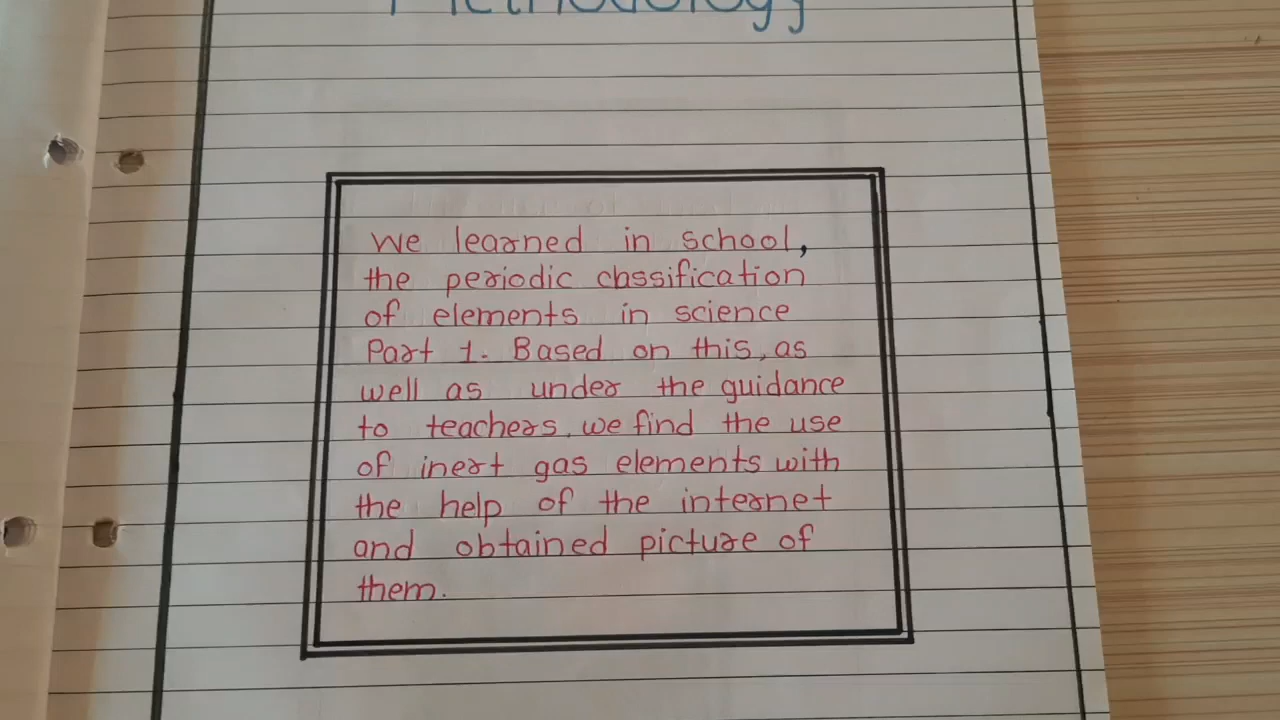 Methodology
We learned in school,
the periodic classification
of elements in science
Part 1. Based on this, as
well as under the guidance
to teachers, we find the use
of inert gas elements with
the help of the internet
and obtained picture of
them.